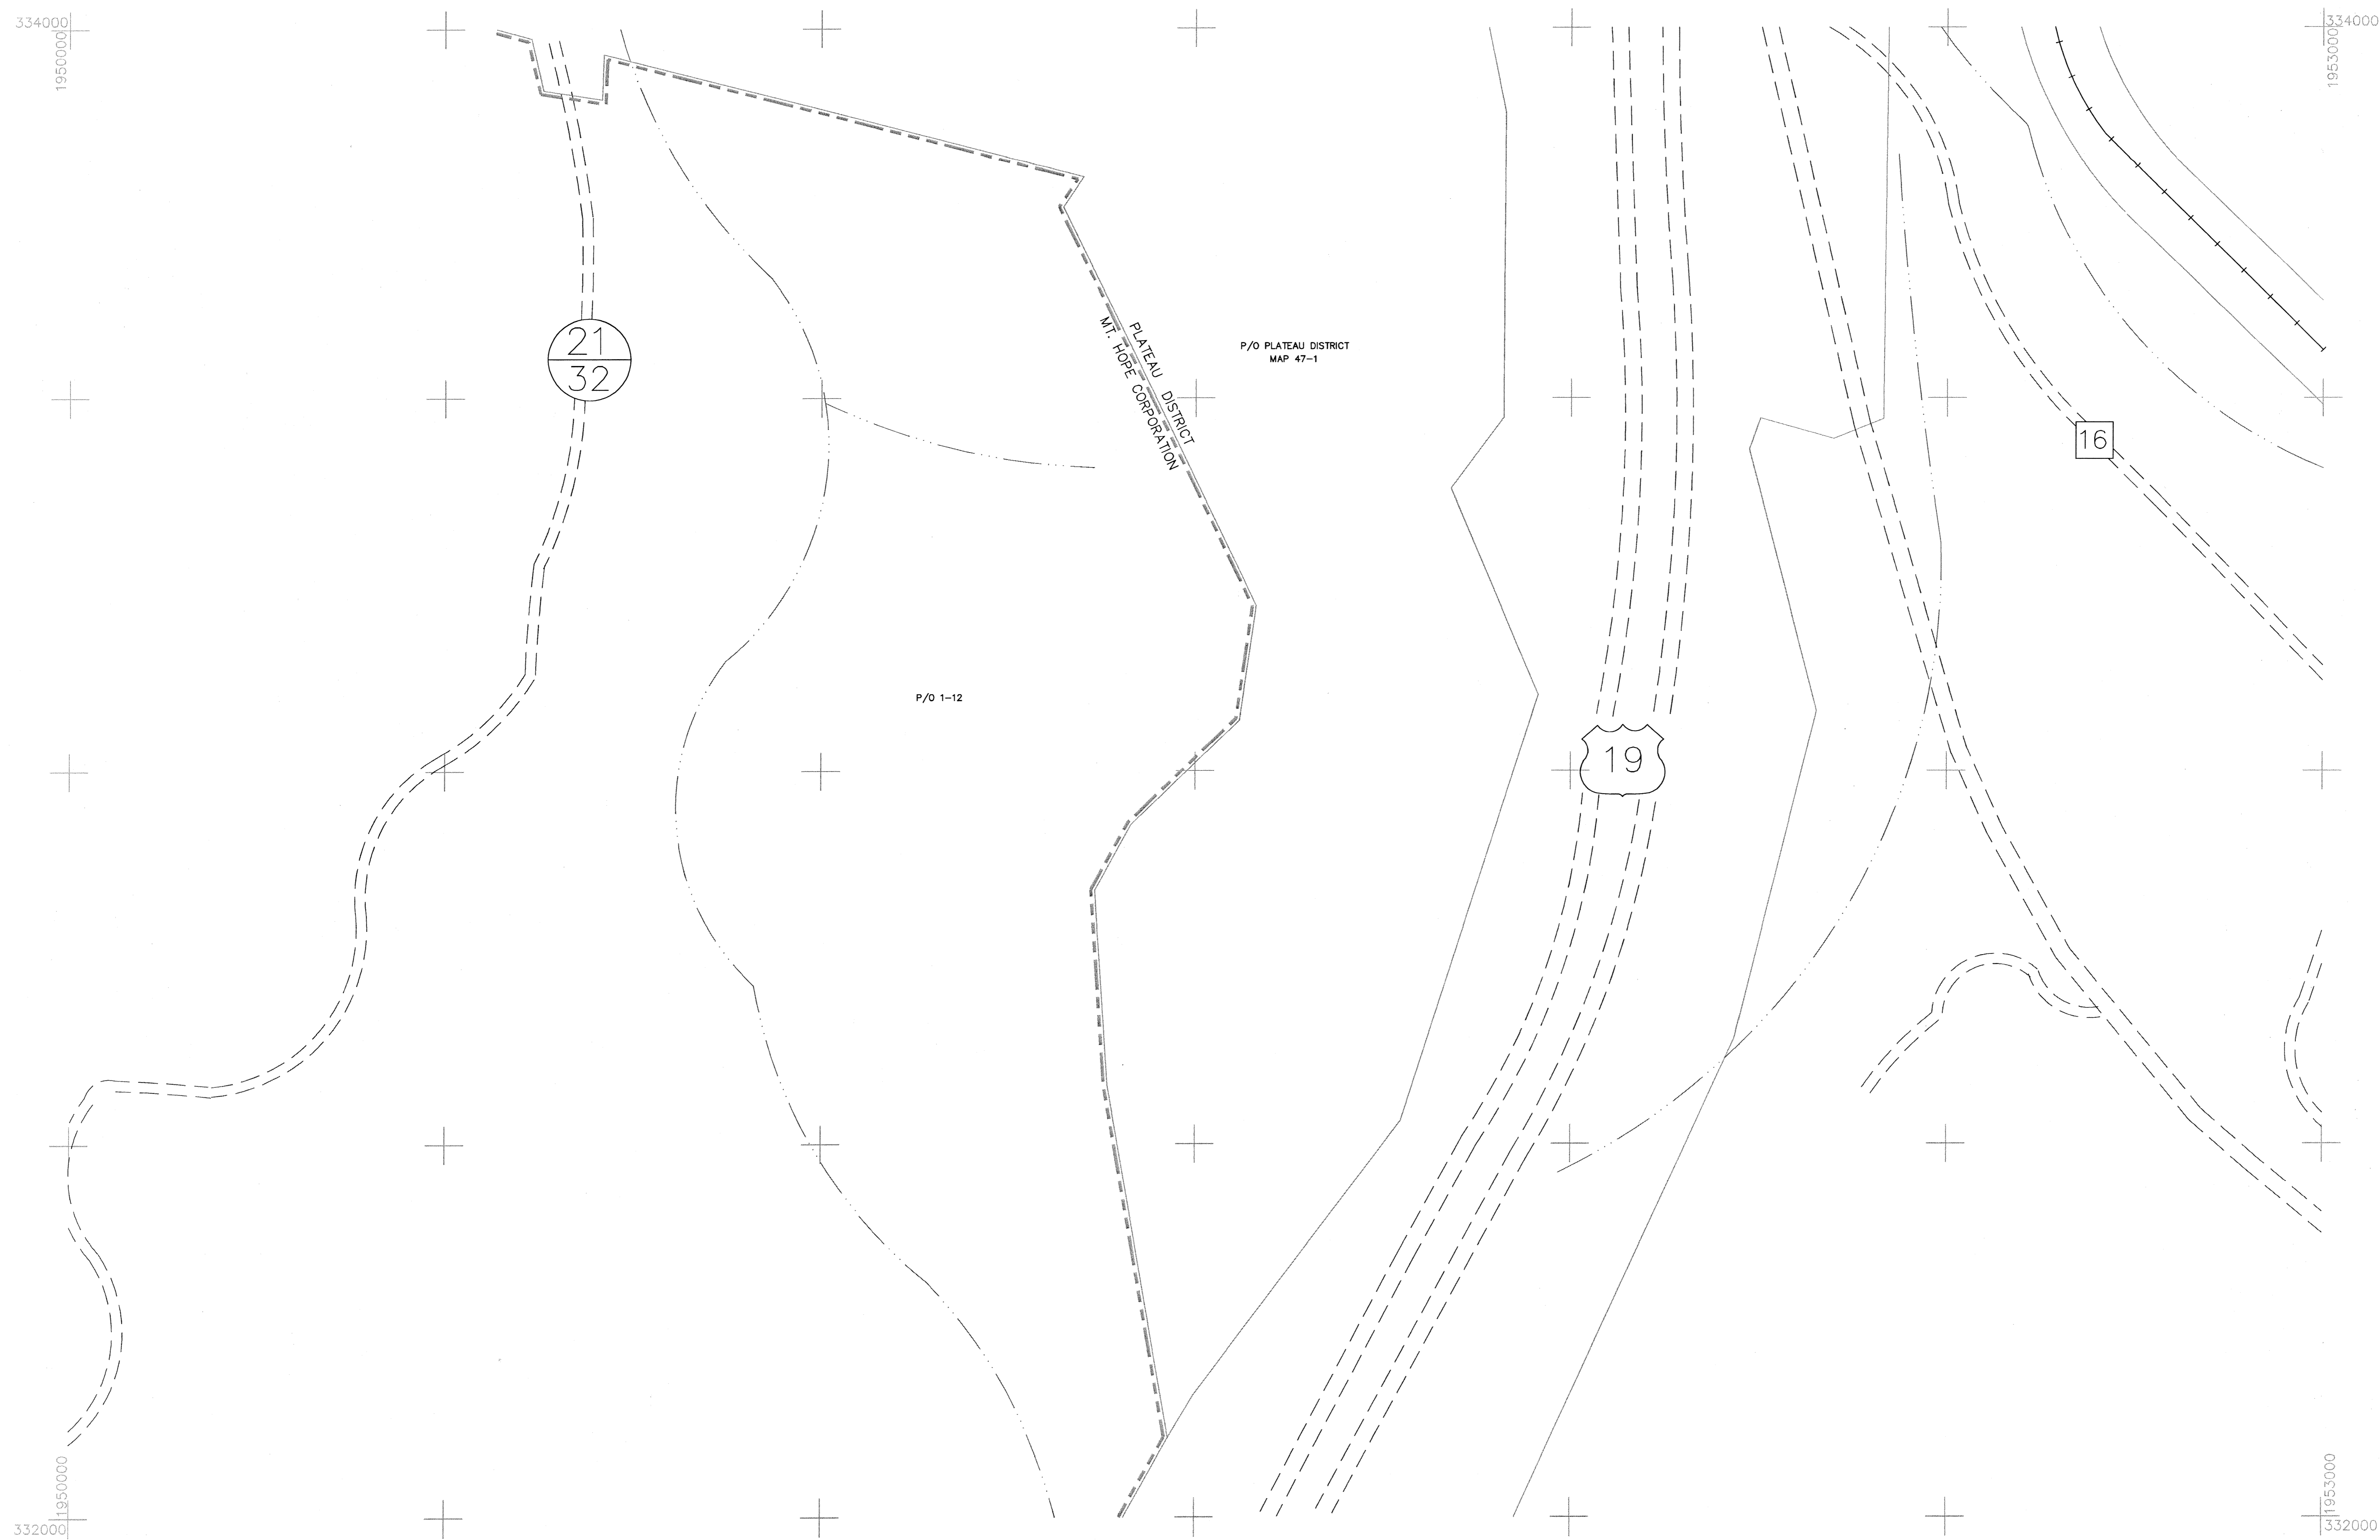 334000
334000
1950000
1953000
21
32
PLATEAU DISTRICT
MT. HOPE CORPORATION
P/O PLATEAU DISTRICT
MAP 47-1
16
P/O 1-12
19
1950000
1953000
332000
332000